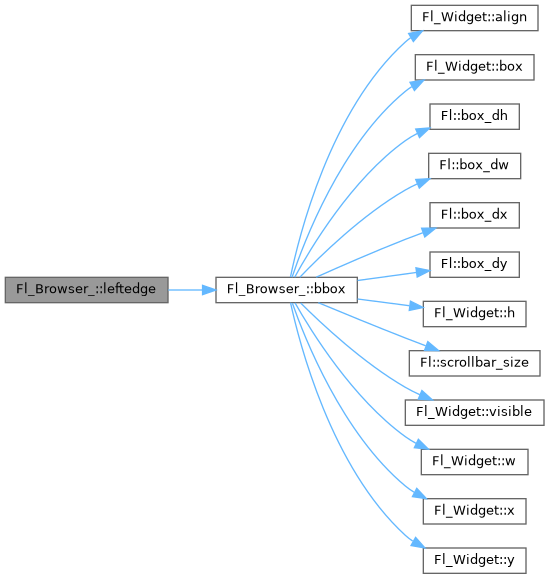 Fl_Widget::align
Fl_Widget::box
Fl::box_dh
Fl::box_dw
Fl::box_dx
Fl::box_dy
Fl_Browser_::leftedge
Fl_Browser_::bbox
Fl_Widget::h
Fl::scrollbar_size
Fl_Widget::visible
Fl_Widget::w
Fl_Widget::x
Fl_Widget::y